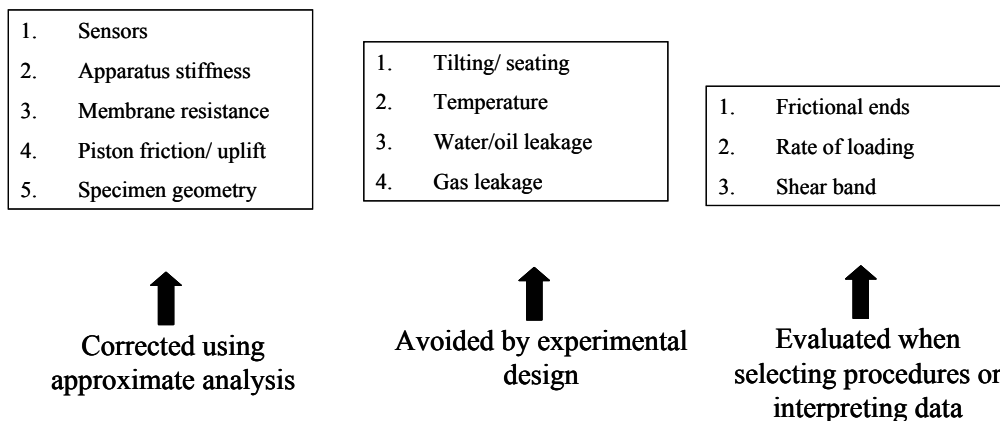 1. Sensors
2. Apparatus stiffness
3. Membrane resistance
4. Piston friction/ uplift
5. Specimen geometry
1. Tilting/ seating
2. Temperature
3. Water/oil leakage
4. Gas leakage
1. Frictional ends
2. Rate of loading
3. Shear band
Corrected using
approximate analysis
Avoided by experimental
design
Evaluated when
selecting procedures or
interpreting data